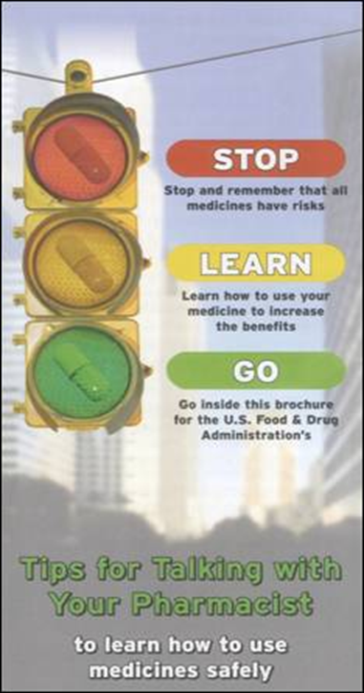 STOP
Stop and remember that all
medicines have risks
LEARN
Learn how to use your
medicine to increase
the benefits
GO
Go inside this brochure
for the U.S. Food & Drug
Administration's
Tips for Talking with
Your Pharmacist
to learn how to use
medicines safely